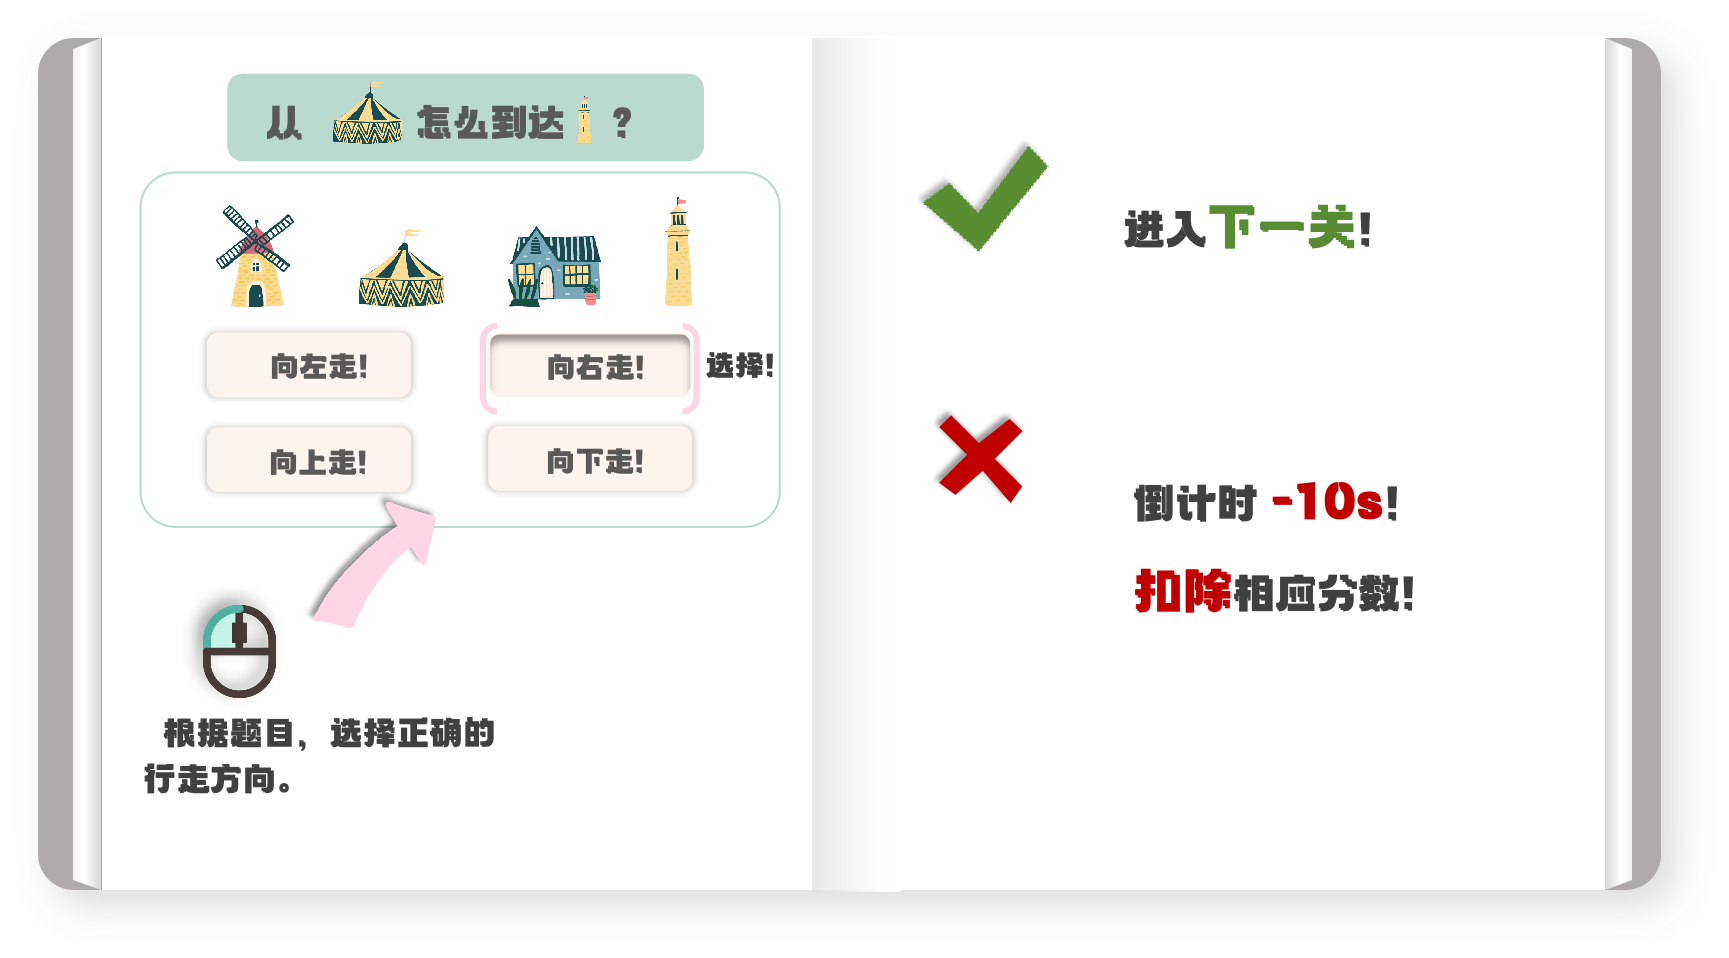 从 怎么到达 ?
向左走!
向右走!
选择!
向上走!
向下走!
根据题目，选择正确的
行走方向。
进入下一关!
倒计时 -10s!
扣除相应分数!